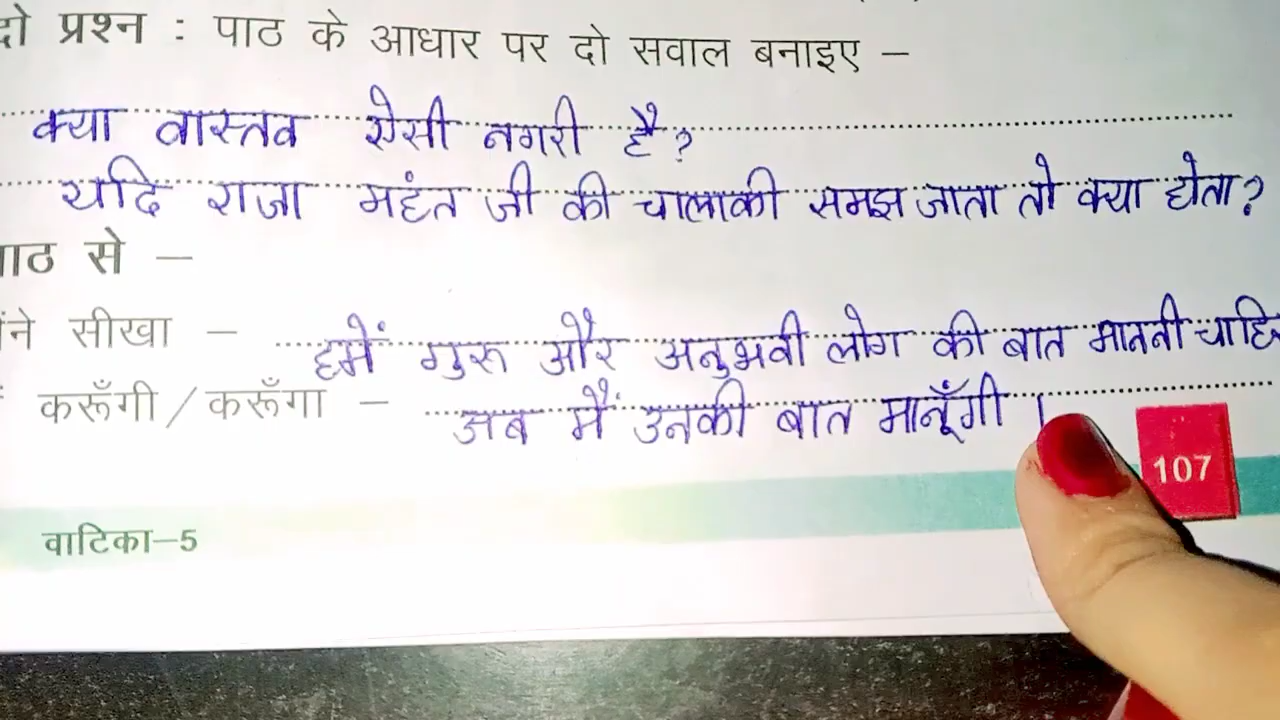 दो प्रश्न : पाठ के आधार पर दो सवाल बनाइए –
क्या वास्तव ऐसी नगरी है?
यदि राजा महंत जी की चालाकी समझ जाता तो क्या होता?
पाठ से –
मैंने सीखा – हमें गुरू और अनुभवी लोग की बात माननी चाहि
करूँगी / करूँगा – अब मैं उनकी बात मानूँगी ।
107
वाटिका–5